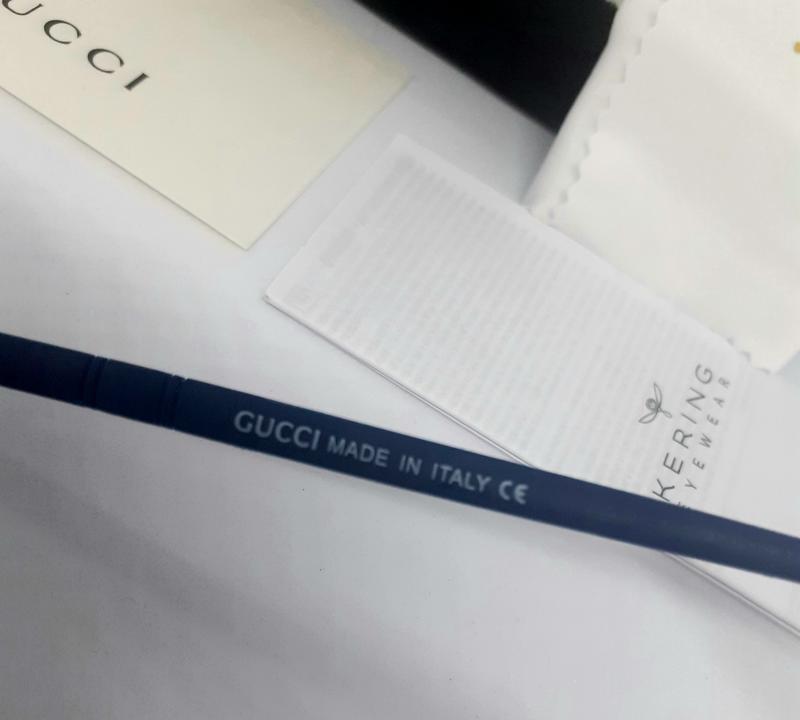 UCCI
GUCCI MADE IN ITALY CE
KERING
EYEWEAR